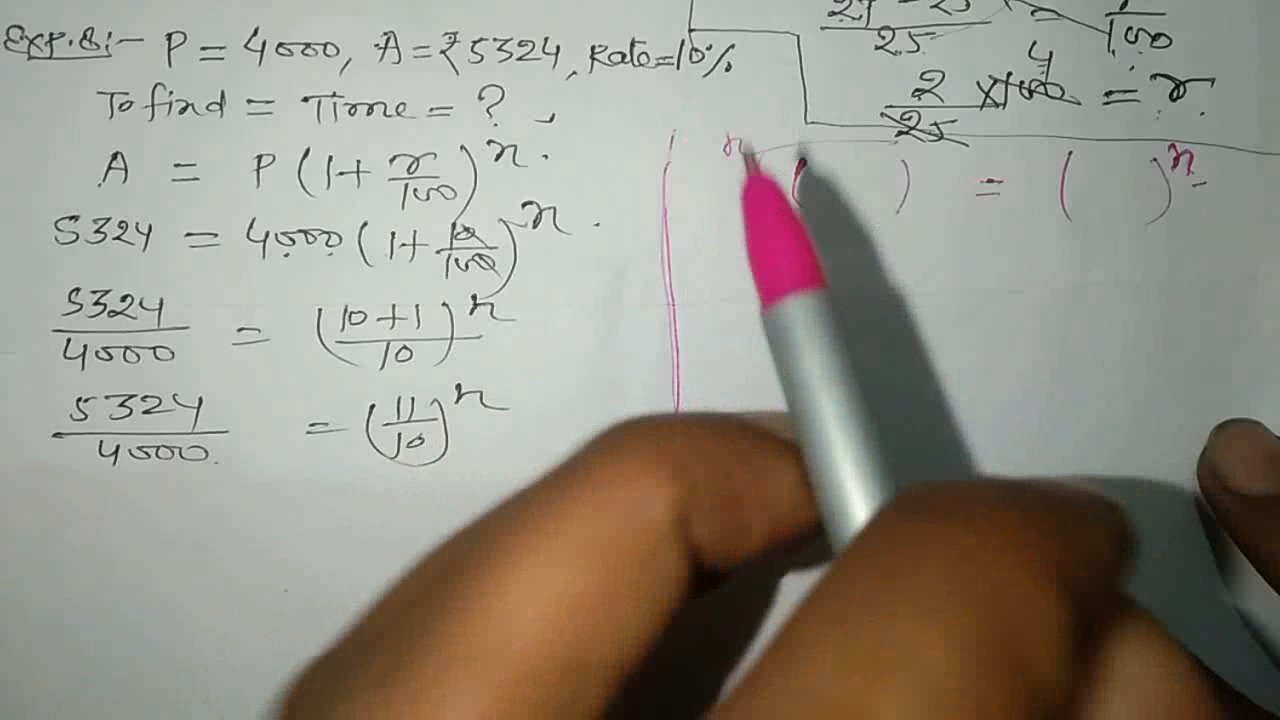 Exp.8:- P = 4000, A = ₹5324, Rate=10%
To find = Time = ?
A = P(1+r/100)^n.
5324 = 4000(1+10/100)^n.
5324/4000 = (10+1/10)^n
5324/4000 = (11/10)^n
25
= /100
4
2/25 × 100 = r.
( ) = ( )^n